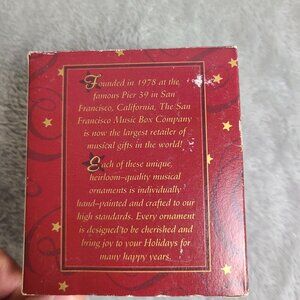 Founded in 1978 at the
famous Pier 39 in San
Francisco, California, The San
Francisco Music Box Company
is now the largest retailer of
musical gifts in the world!
Each of these unique,
heirloom-quality musical
ornaments is individually
hand-painted and crafted to our
high standards. Every ornament
is designed to be cherished and
bring joy to your Holidays for
many happy years.